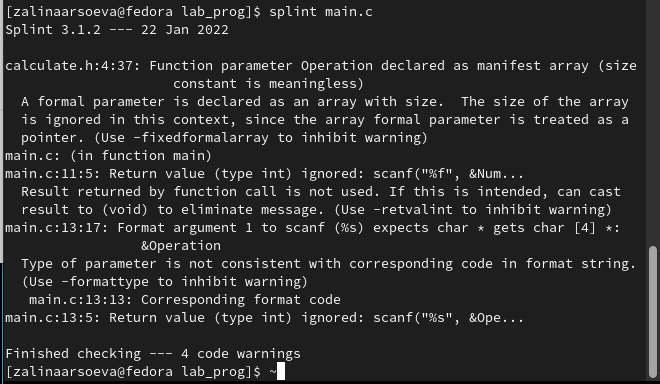 [zalinaarsoeva@fedora lab_prog]$ splint main.c
Splint 3.1.2 --- 22 Jan 2022

calculate.h:4:37: Function parameter Operation declared as manifest array (size
                     constant is meaningless)
  A formal parameter is declared as an array with size.  The size of the array
  is ignored in this context, since the array formal parameter is treated as a
  pointer. (Use -fixedformalarray to inhibit warning)
main.c: (in function main)
main.c:11:5: Return value (type int) ignored: scanf("%f", &Num...
  Result returned by function call is not used. If this is intended, can cast
  result to (void) to eliminate message. (Use -retvalint to inhibit warning)
main.c:13:17: Format argument 1 to scanf (%s) expects char * gets char [4] *:
                 &Operation
  Type of parameter is not consistent with corresponding code in format string.
  (Use -formattype to inhibit warning)
   main.c:13:13: Corresponding format code
main.c:13:5: Return value (type int) ignored: scanf("%s", &Ope...

Finished checking --- 4 code warnings
[zalinaarsoeva@fedora lab_prog]$ ~